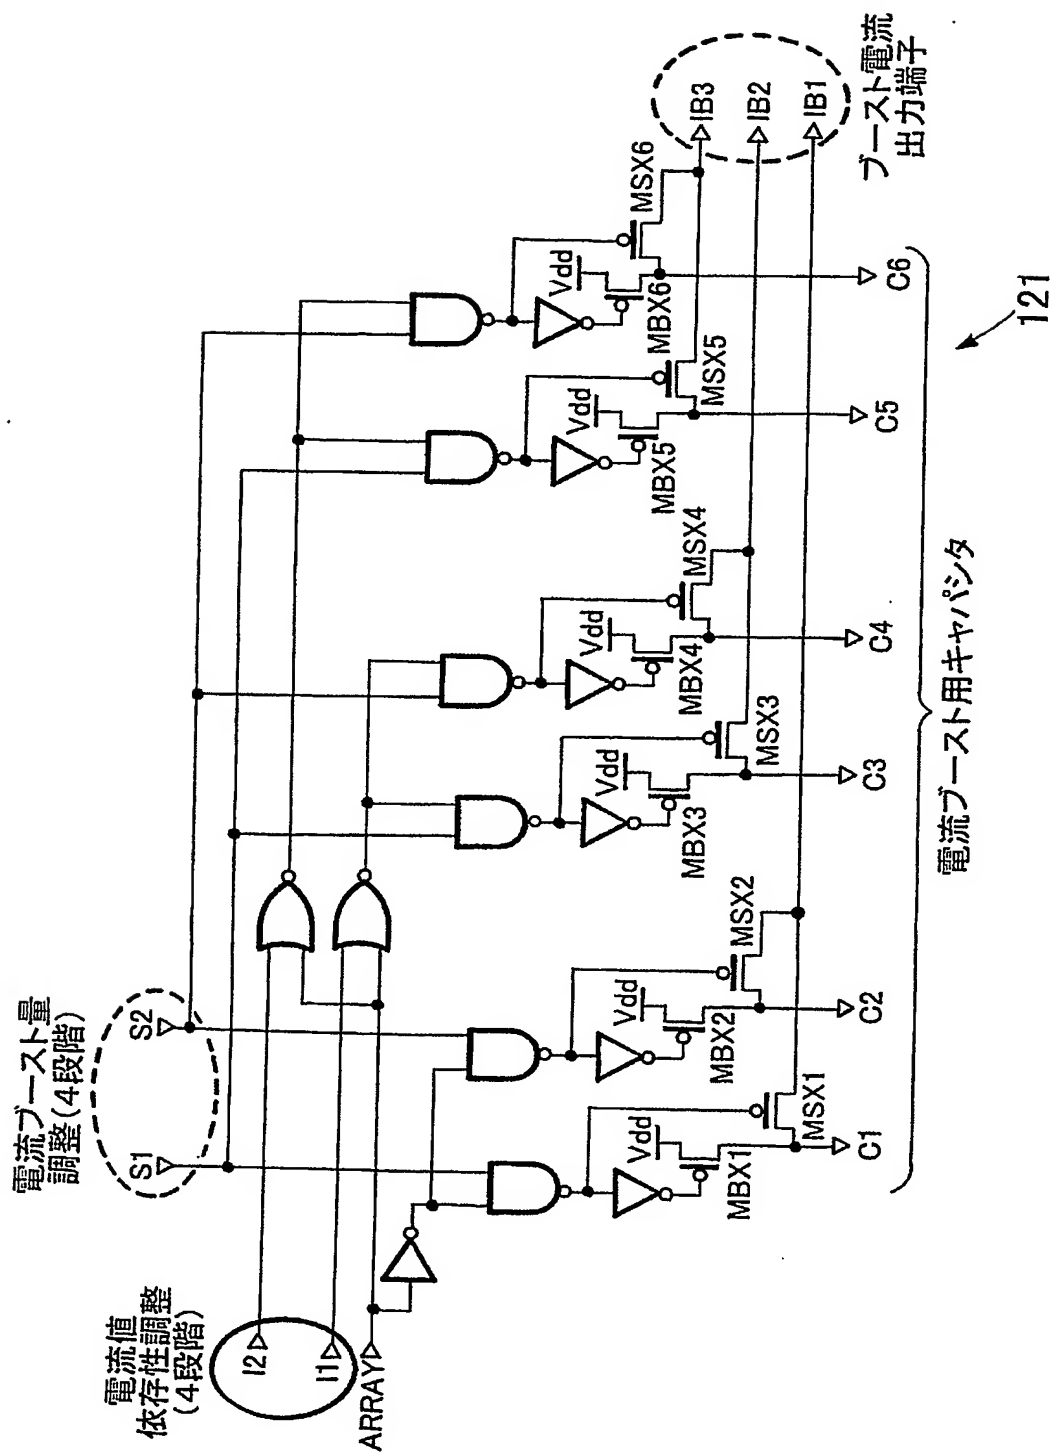 電流値
依存性調整
(4段階)
I2
I1
ARRAY
電流ブースト量
調整(4段階)
S1
S2
Vdd
MBX1
MSX1
C1
Vdd
MBX2
MSX2
C2
Vdd
MBX3
MSX3
C3
Vdd
MBX4
MSX4
C4
Vdd
MBX5
MSX5
C5
Vdd
MBX6
MSX6
C6
IB3
IB2
IB1
ブースト電流
出力端子
電流ブースト用キャパシタ
121